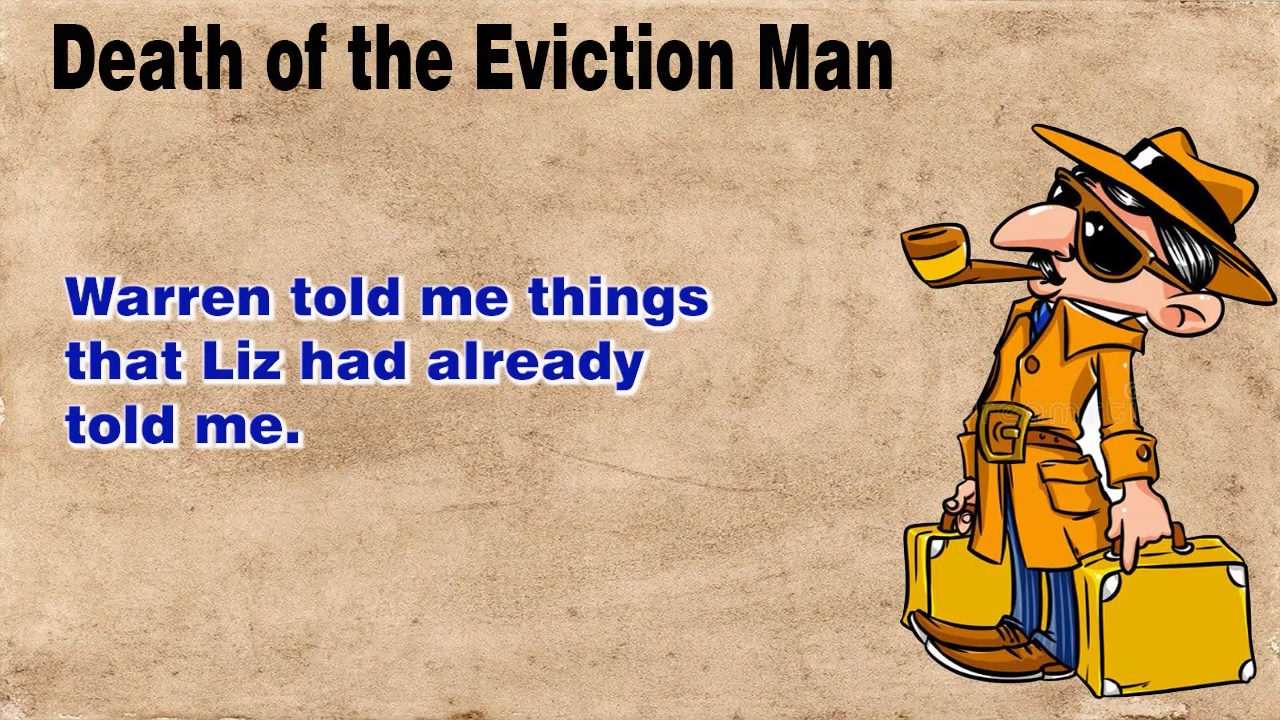 Death of the Eviction Man
Warren told me things
that Liz had already
told me.